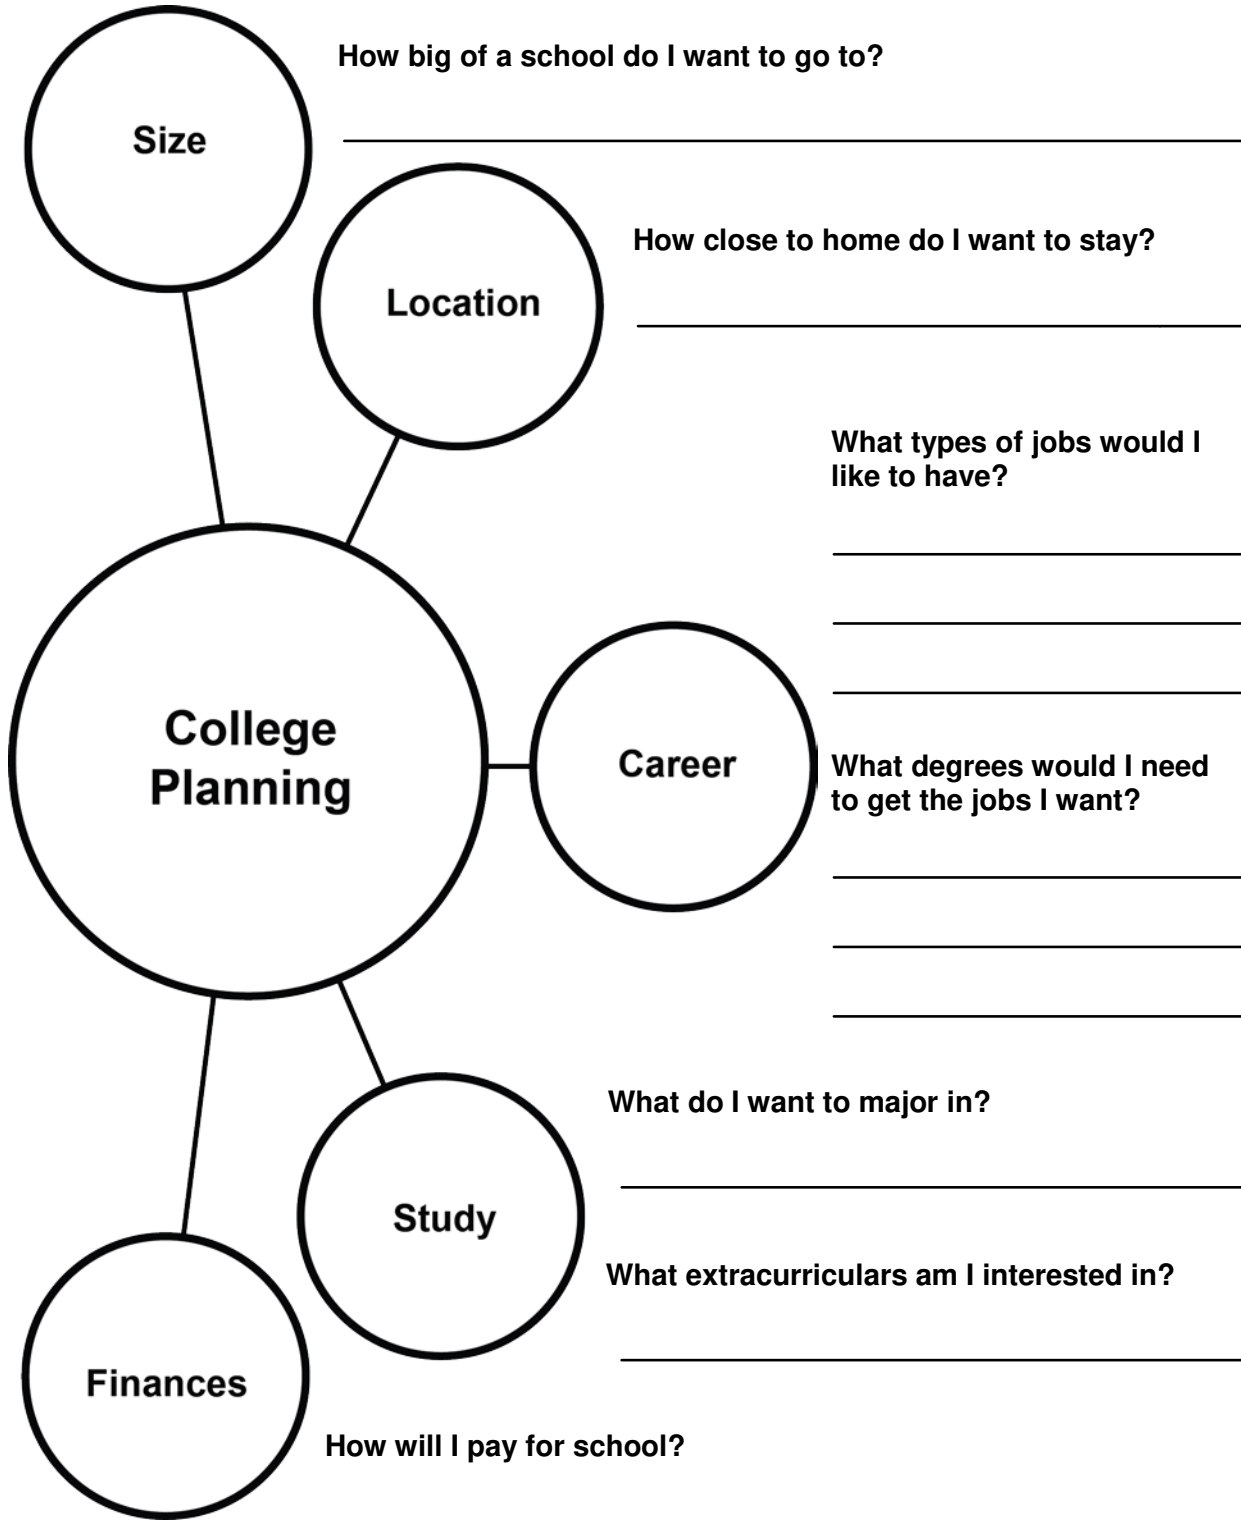 Size
How big of a school do I want to go to?
Location
How close to home do I want to stay?
What types of jobs would I
like to have?
College
Planning
Career
What degrees would I need
to get the jobs I want?
What do I want to major in?
Study
What extracurriculars am I interested in?
Finances
How will I pay for school?